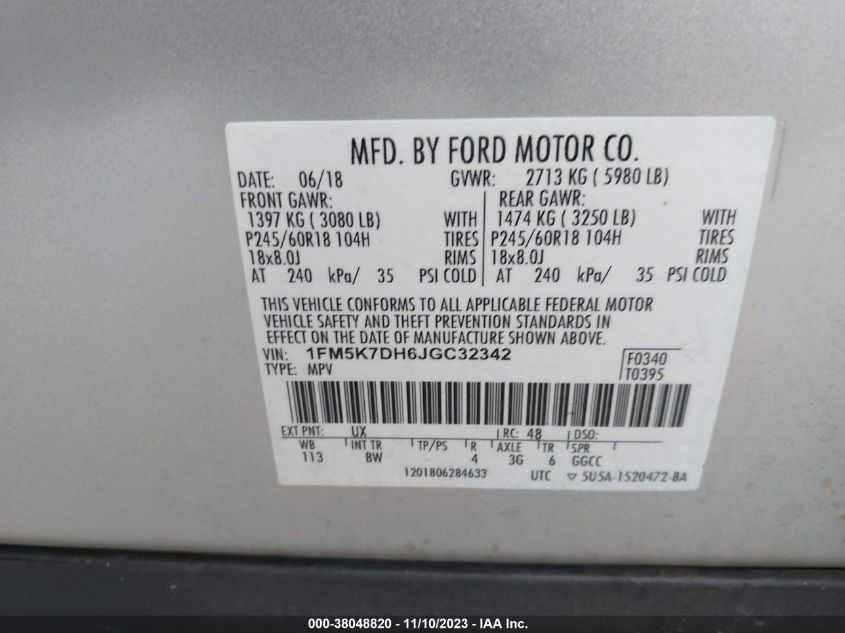 MFD. BY FORD MOTOR CO.
DATE: 06/18 GVWR: 2713 KG ( 5980 LB)
FRONT GAWR: REAR GAWR:
1397 KG ( 3080 LB) WITH 1474 KG ( 3250 LB) WITH
P245/60R18 104H TIRES P245/60R18 104H TIRES
18x8.0J RIMS 18x8.0J RIMS
AT 240 kPa/ 35 PSI COLD AT 240 kPa/ 35 PSI COLD
THIS VEHICLE CONFORMS TO ALL APPLICABLE FEDERAL MOTOR
VEHICLE SAFETY AND THEFT PREVENTION STANDARDS IN
EFFECT ON THE DATE OF MANUFACTURE SHOWN ABOVE.
VIN: 1FM5K7DH6JGC32342 F0340
TYPE: MPV T0395
EXT PNT: UX RC: 48 DSO:
WB INT TR TP/PS R AXLE TR SPR
113 BW 4 3G 6 GGCC
1201806284633 UTC ▽ 5U5A-1520472-BA
000-38048820 - 11/10/2023 - IAA Inc.